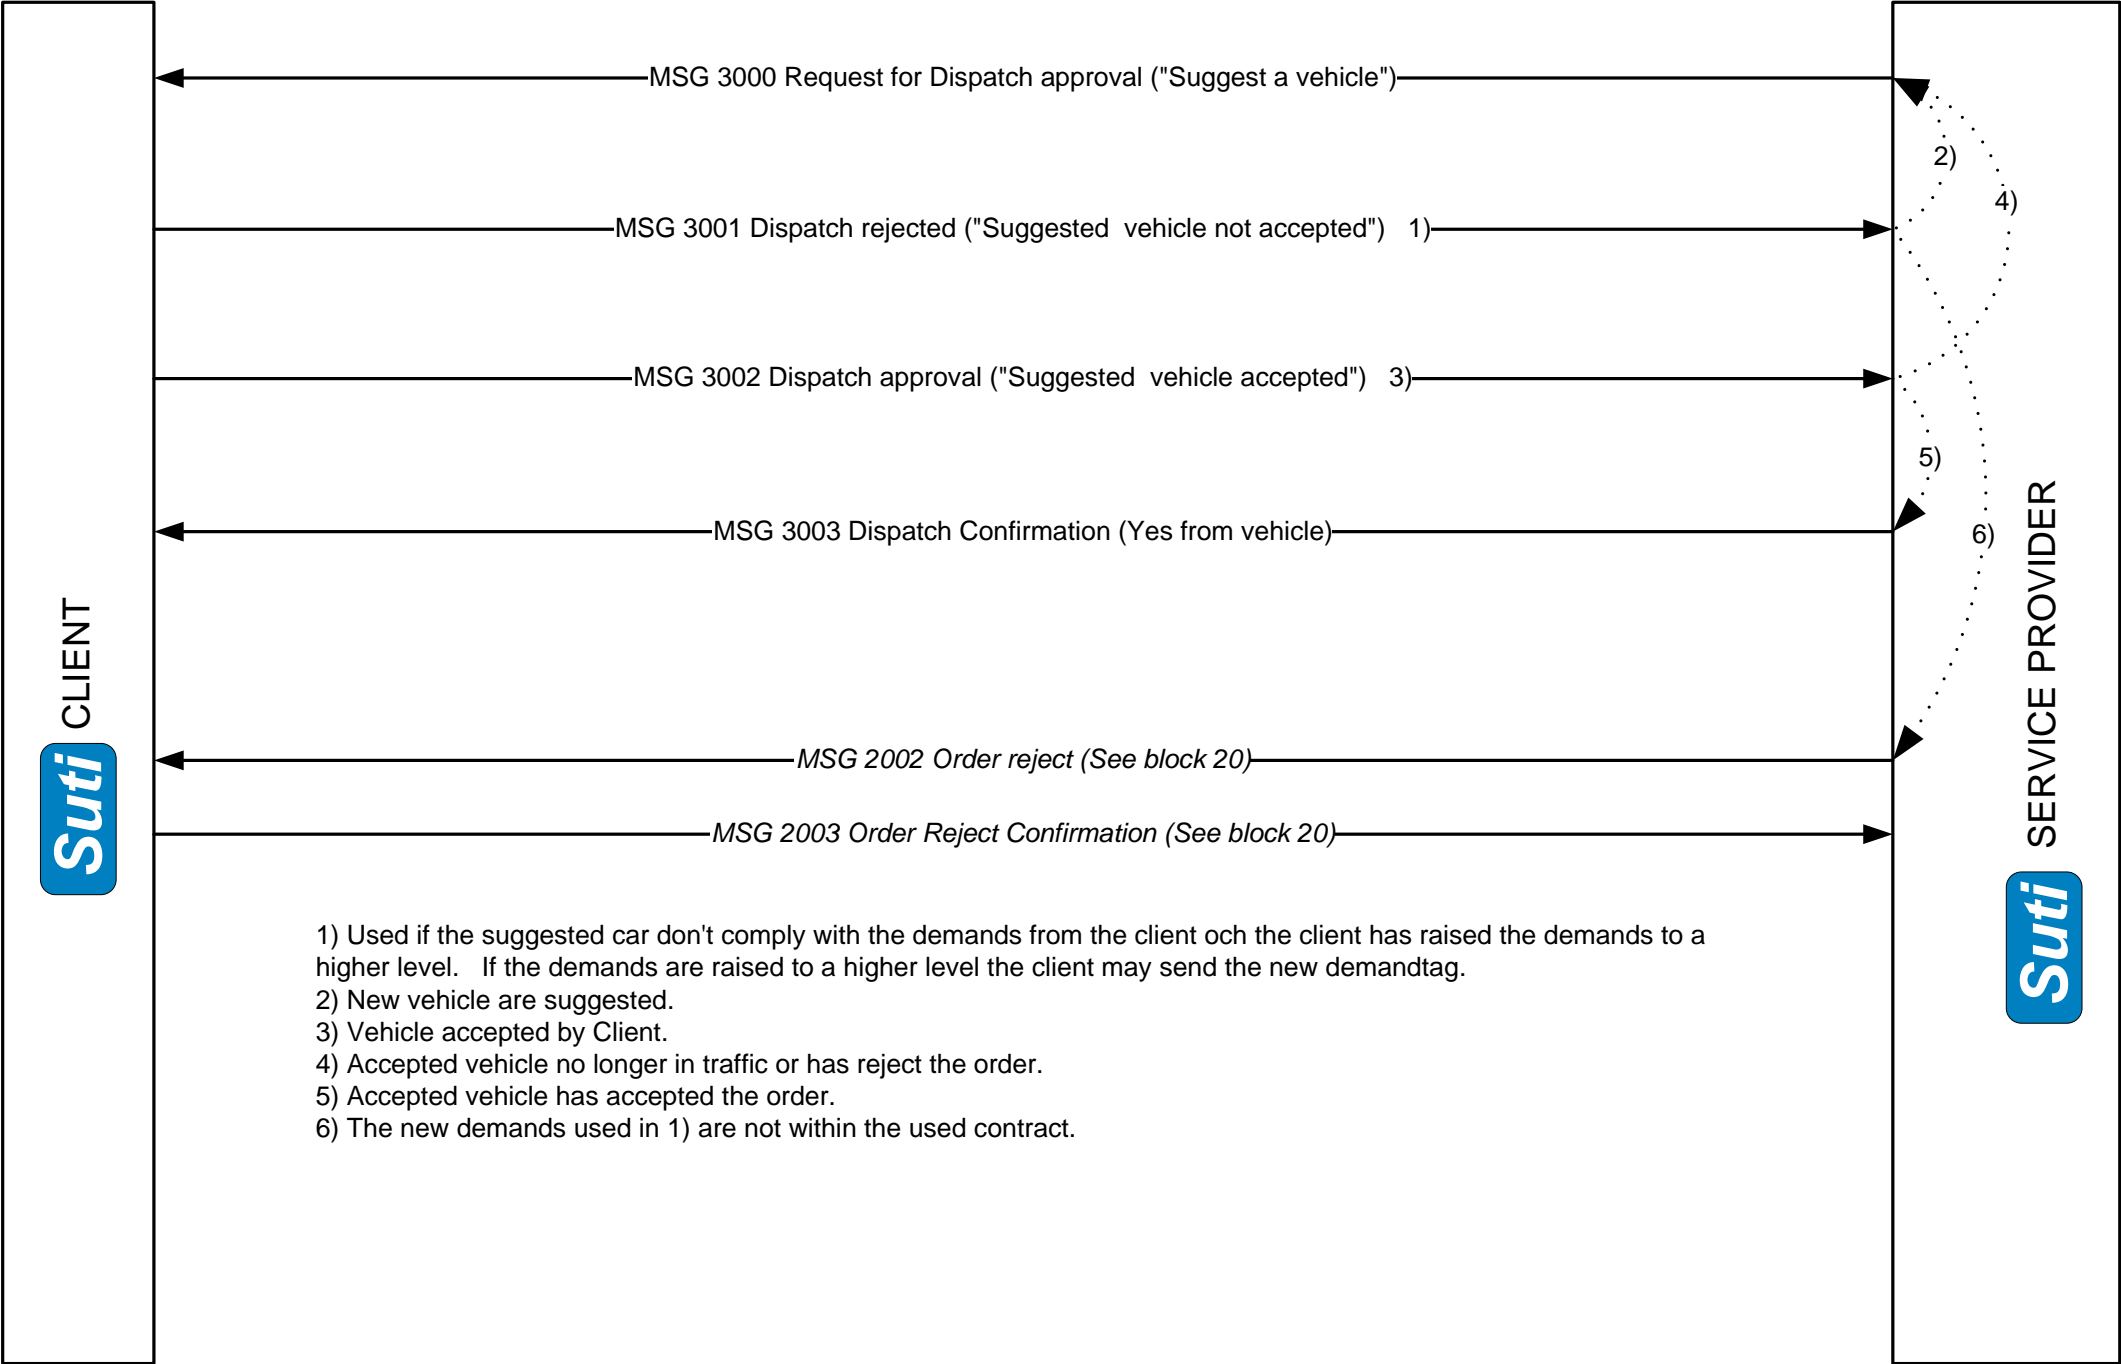 MSG 3000 Request for Dispatch approval ("Suggest a vehicle")
2)
4)
MSG 3001 Dispatch rejected ("Suggested  vehicle not accepted")   1)
MSG 3002 Dispatch approval ("Suggested  vehicle accepted")   3)
5)
MSG 3003 Dispatch Confirmation (Yes from vehicle)
6)
CLIENT
Suti
SERVICE PROVIDER
Suti
MSG 2002 Order reject (See block 20)
MSG 2003 Order Reject Confirmation (See block 20)
1) Used if the suggested car don't comply with the demands from the client och the client has raised the demands to a
higher level.   If the demands are raised to a higher level the client may send the new demandtag.
2) New vehicle are suggested.
3) Vehicle accepted by Client.
4) Accepted vehicle no longer in traffic or has reject the order.
5) Accepted vehicle has accepted the order.
6) The new demands used in 1) are not within the used contract.